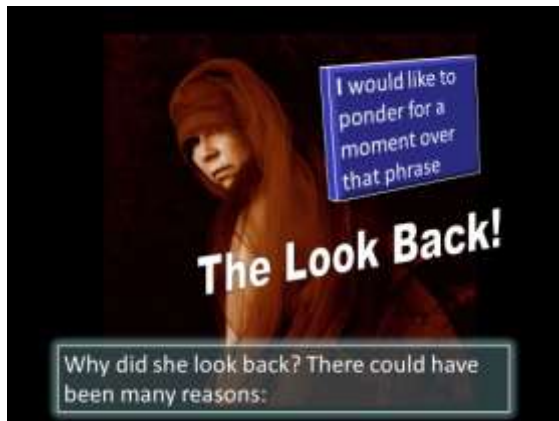 I would like to
ponder for a
moment over
that phrase
The Look Back!
Why did she look back? There could have
been many reasons: